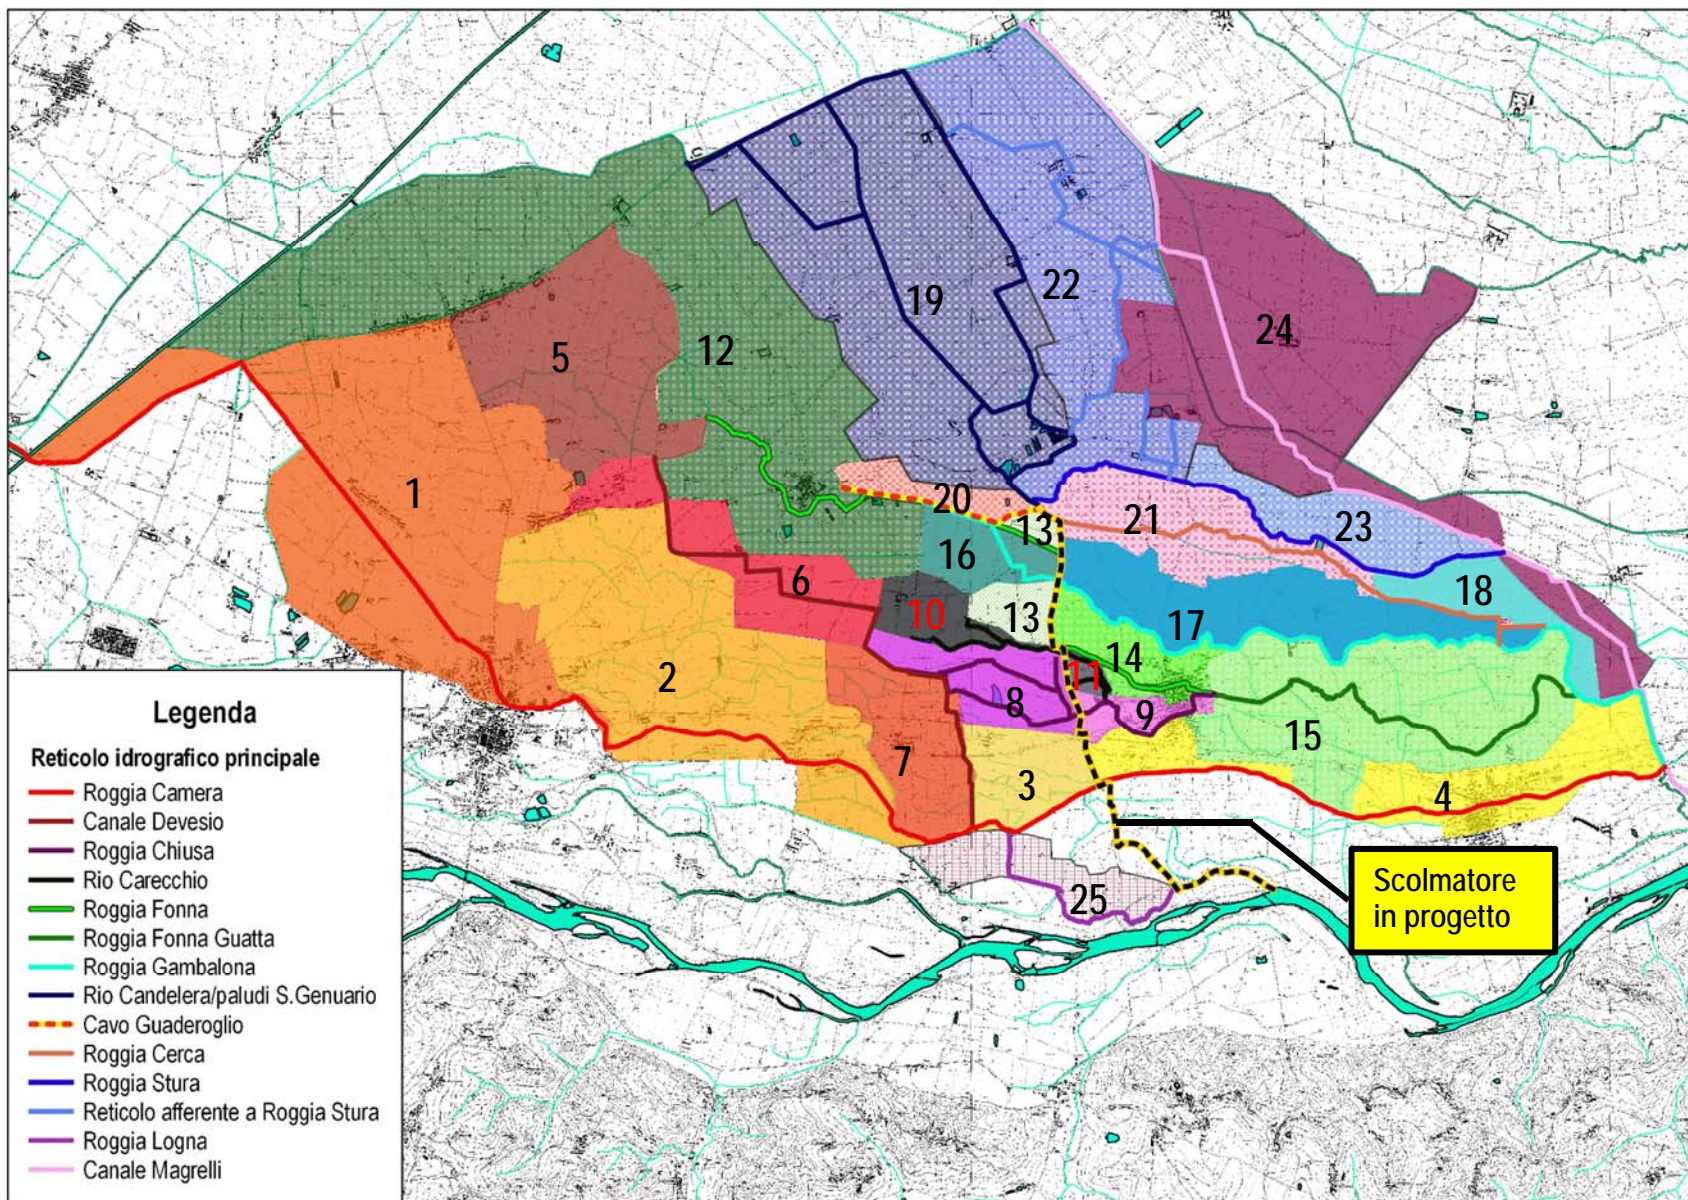 22
19
24
12
5
1
20
13
21
23
16
6
10
13
18
17
14
11
2
8
9
15
7
3
4
25
Scolmatore
in progetto
Legenda
Reticolo idrografico principale
Roggia Camera
Canale Devesio
Roggia Chiusa
Rio Carecchio
Roggia Fonna
Roggia Fonna Guatta
Roggia Gambalona
Rio Candelera/paludi S.Genuario
Cavo Guaderoglio
Roggia Cerca
Roggia Stura
Reticolo afferente a Roggia Stura
Roggia Logna
Canale Magrelli